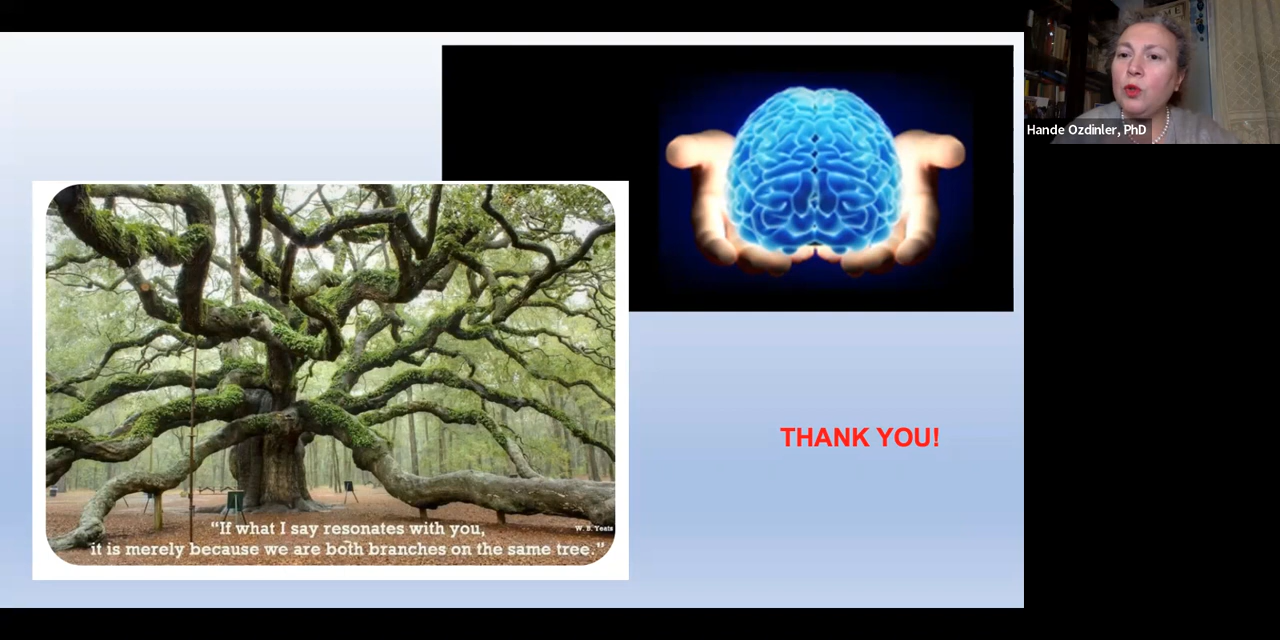 Hande Ozdinler, PhD
THANK YOU!
“If what I say resonates with you,
W. B. Yeats
it is merely because we are both branches on the same tree.”